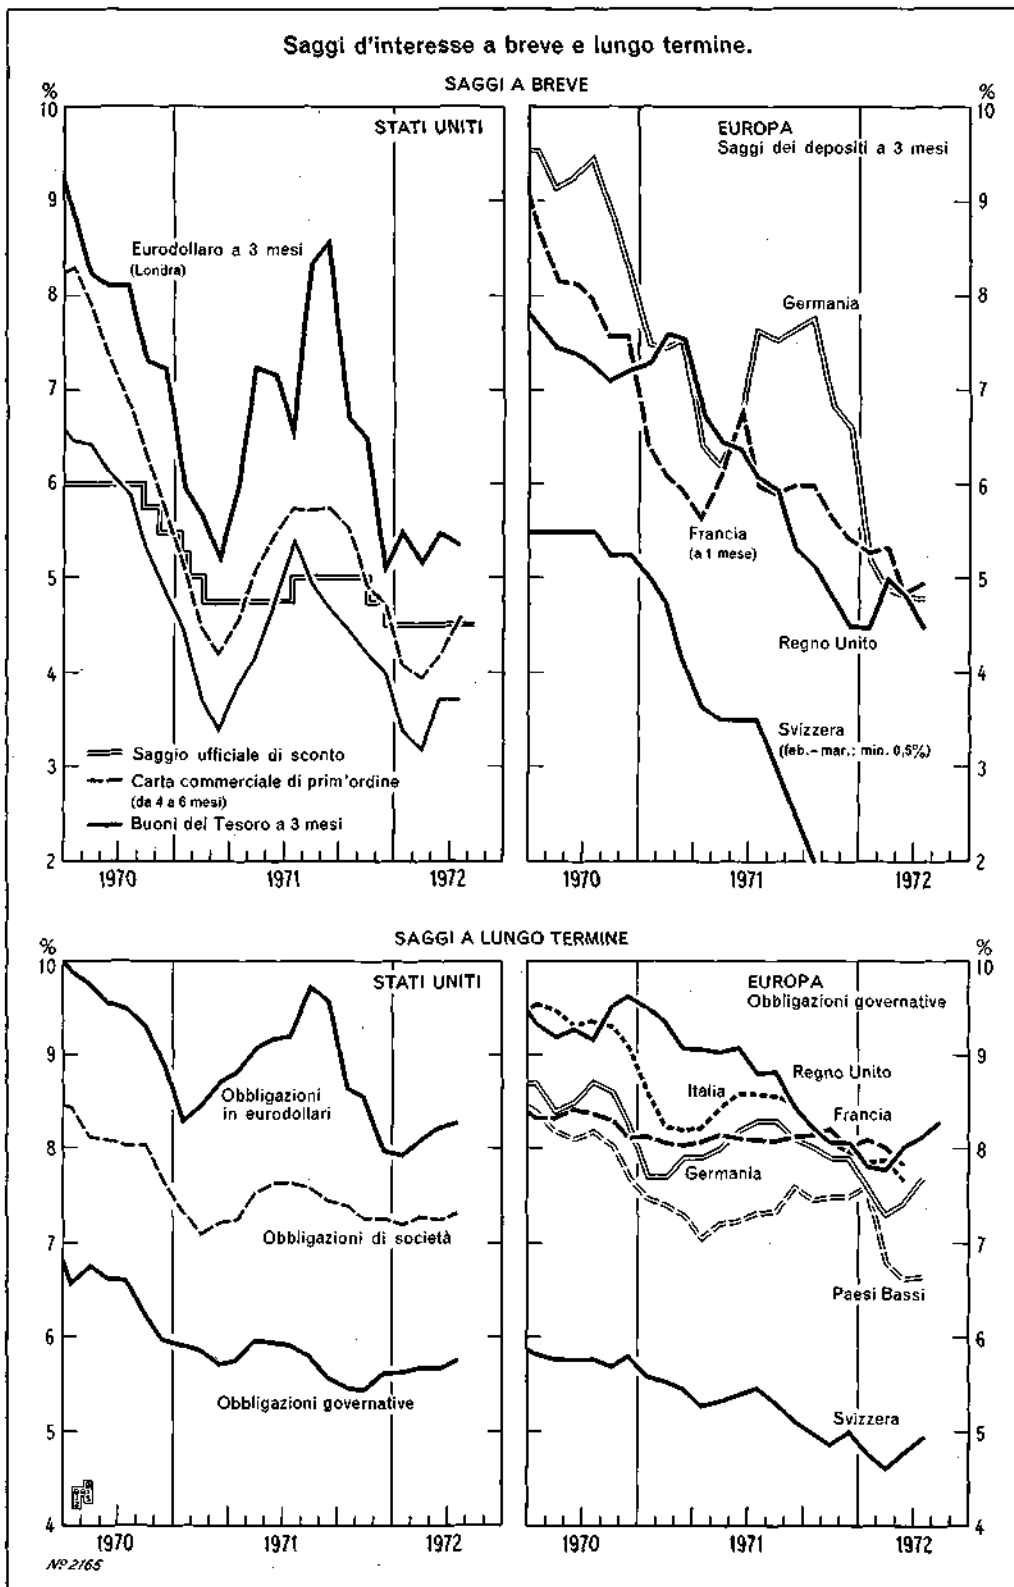 Saggi d'interesse a breve e lungo termine.
SAGGI A BREVE
%
%
10
STATI UNITI
EUROPA
Saggi dei depositi a 3 mesi
10
9
9
Eurodollaro a 3 mesi
(Londra)
8
Germania
8
7
7
6
6
Francia
(a 1 mese)
5
5
Regno Unito
4
4
Svizzera
(feb.-mar.: min. 0,5%)
Saggio ufficiale di sconto
3
3
Carta commerciale di prim'ordine
(da 4 a 6 mesi)
Buoni del Tesoro a 3 mesi
2
2
1970
1971
1972
1970
1971
1972
SAGGI A LUNGO TERMINE
%
%
10
STATI UNITI
EUROPA
Obbligazioni governative
10
9
9
Obbligazioni
in eurodollari
Italia
Regno Unito
Francia
8
8
Germania
Obbligazioni di società
7
7
Paesi Bassi
6
6
Obbligazioni governative
Svizzera
5
5
4
4
1970
1971
1972
1970
1971
1972
Nº 2165